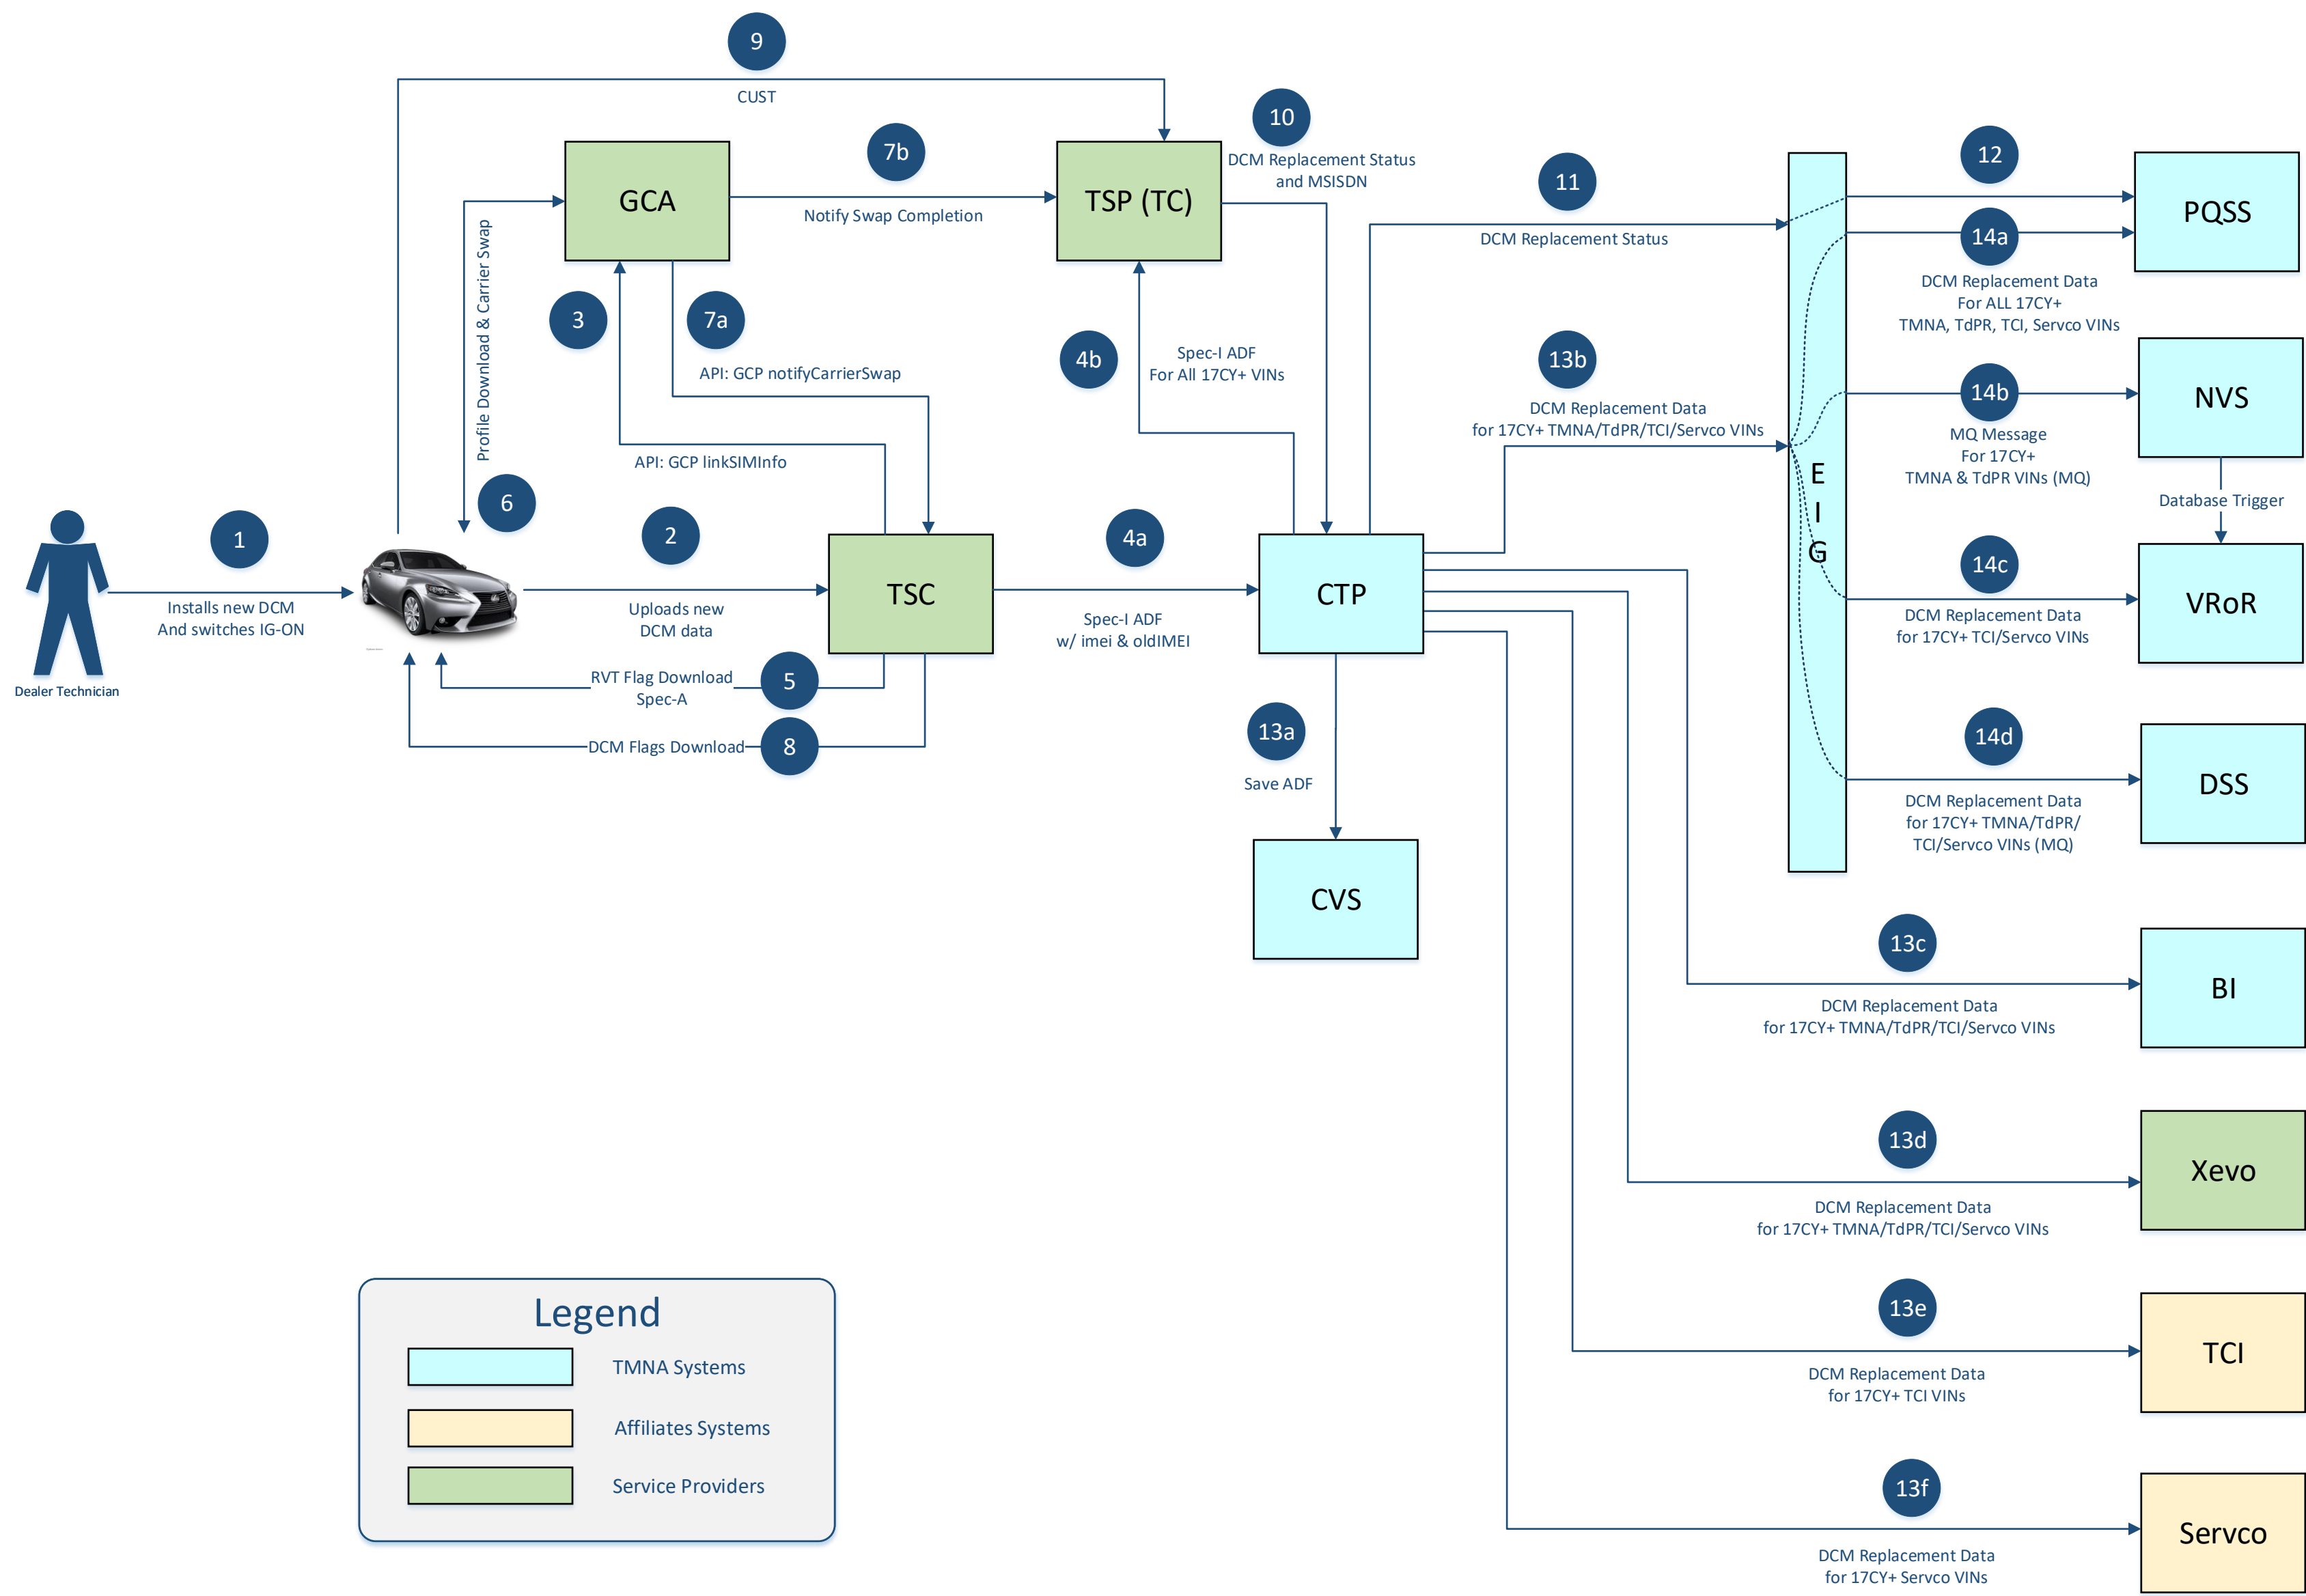 9
CUST
10
DCM Replacement Status
and MSISDN
7b
Notify Swap Completion
GCA
TSP (TC)
11
DCM Replacement Status
12
PQSS
14a
DCM Replacement Data
For ALL 17CY+
TMNA, TdPR, TCI, Servco VINs
Profile Download & Carrier Swap
3
7a
API: GCP notifyCarrierSwap
API: GCP linkSIMInfo
4b
Spec-I ADF
For All 17CY+ VINs
13b
DCM Replacement Data
for 17CY+ TMNA/TdPR/TCI/Servco VINs
E
I
G
14b
MQ Message
For 17CY+
TMNA & TdPR VINs (MQ)
NVS
Database Trigger
6
1
Installs new DCM
And switches IG-ON
Dealer Technician
2
Uploads new
DCM data
TSC
4a
Spec-I ADF
w/ imei & oldIMEI
CTP
14c
DCM Replacement Data
for 17CY+ TCI/Servco VINs
VRoR
RVT Flag Download
Spec-A
5
DCM Flags Download
8
13a
Save ADF
CVS
14d
DCM Replacement Data
for 17CY+ TMNA/TdPR/
TCI/Servco VINs (MQ)
DSS
13c
DCM Replacement Data
for 17CY+ TMNA/TdPR/TCI/Servco VINs
BI
13d
DCM Replacement Data
for 17CY+ TMNA/TdPR/TCI/Servco VINs
Xevo
13e
DCM Replacement Data
for 17CY+ TCI VINs
TCI
13f
DCM Replacement Data
for 17CY+ Servco VINs
Servco
Legend
TMNA Systems
Affiliates Systems
Service Providers